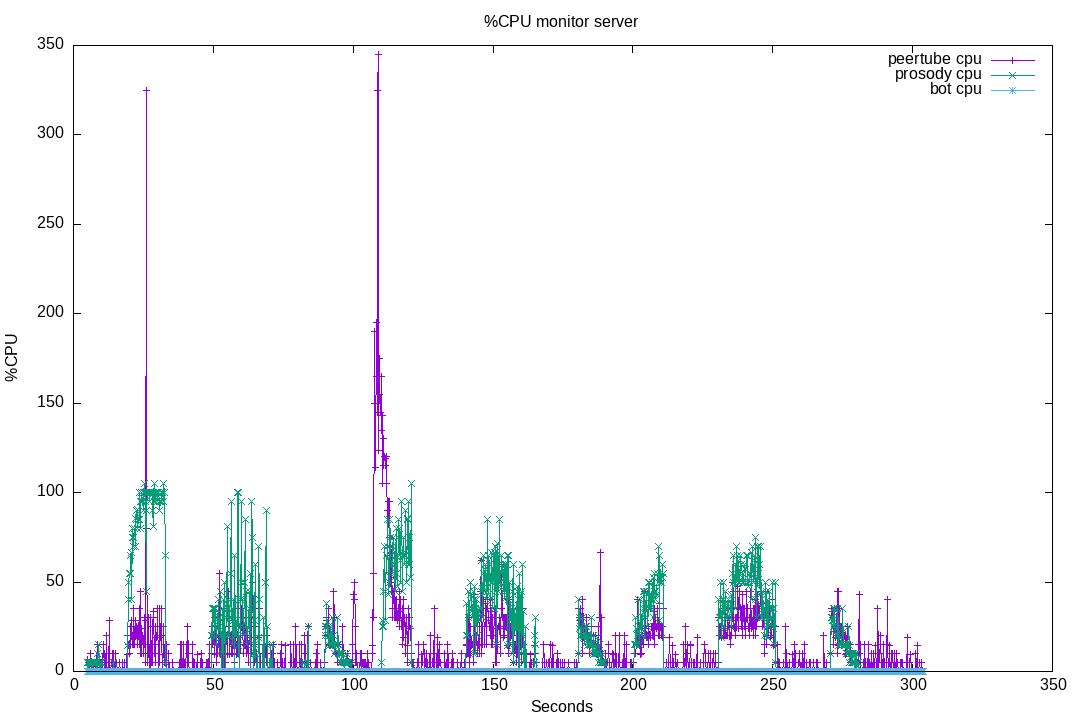 %CPU monitor server
350
300
250
200
150
100
50
0
%CPU
peertube cpu
prosody cpu
bot cpu
0 50 100 150 200 250 300 350
Seconds